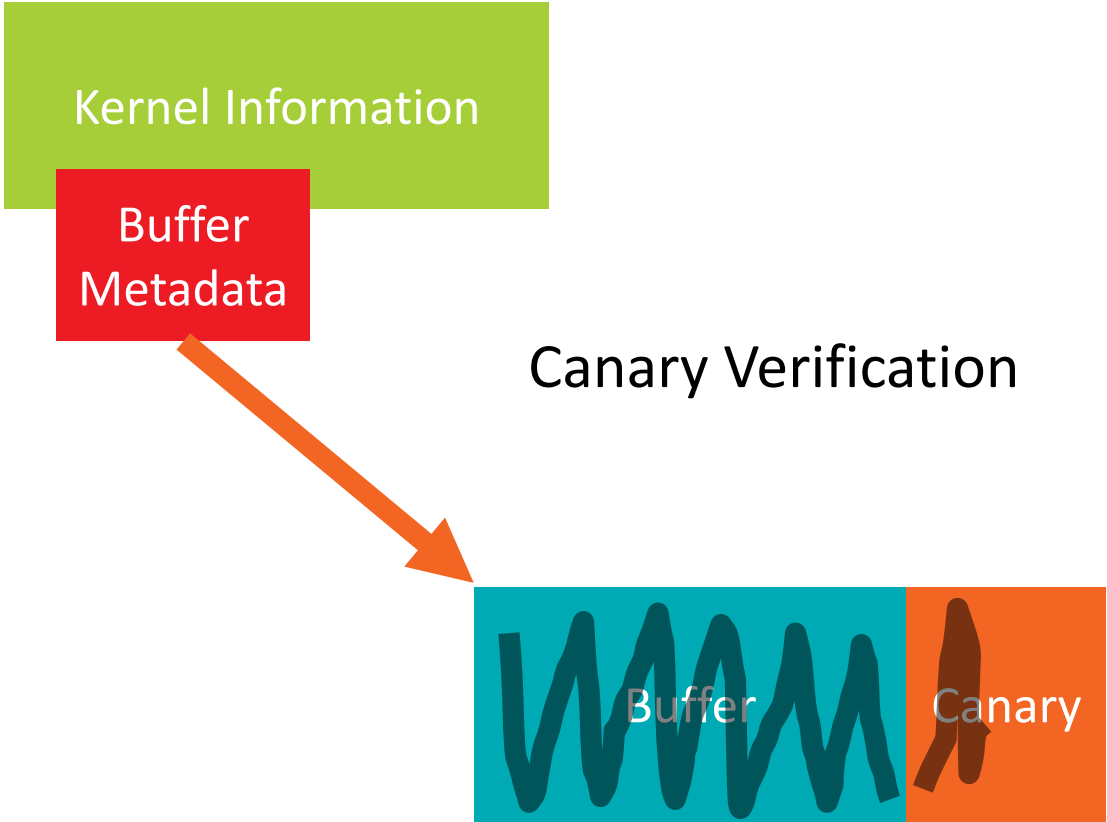 Kernel Information
Buffer
Metadata
Canary Verification
Buffer
Canary